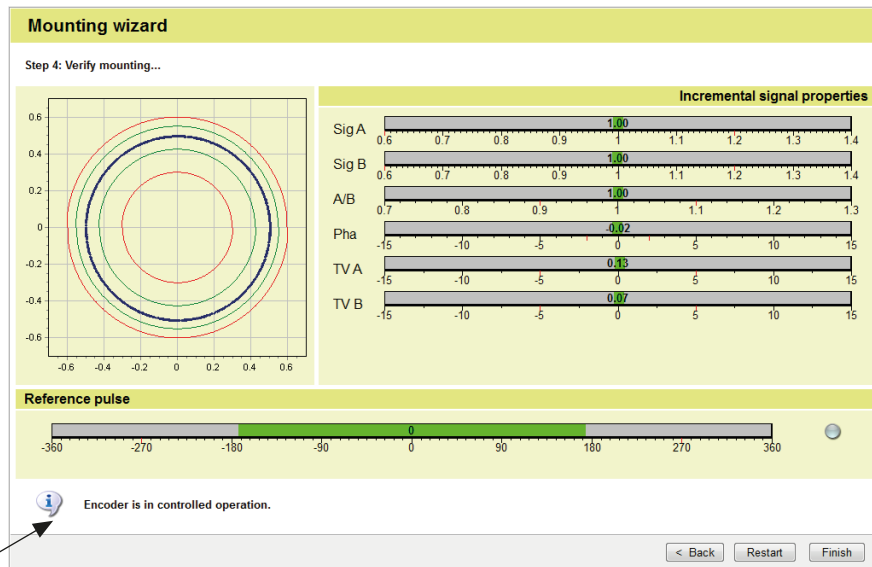 Mounting wizard
Step 4: Verify mounting...
Incremental signal properties
0.6
0.4
0.2
0
-0.2
-0.4
-0.6
-0.6 -0.4 -0.2 0 0.2 0.4 0.6
Sig A
1.00
0.6 0.7 0.8 0.9 1 1.1 1.2 1.3 1.4
Sig B
1.00
0.6 0.7 0.8 0.9 1 1.1 1.2 1.3 1.4
A/B
1.00
0.7 0.8 0.9 1 1.1 1.2 1.3
Pha
-0.02
-15 -10 -5 0 5 10 15
TV A
0.13
-15 -10 -5 0 5 10 15
TV B
0.07
-15 -10 -5 0 5 10 15
Reference pulse
0
-360 -270 -180 -90 0 90 180 270 360
Encoder is in controlled operation.
< Back Restart Finish